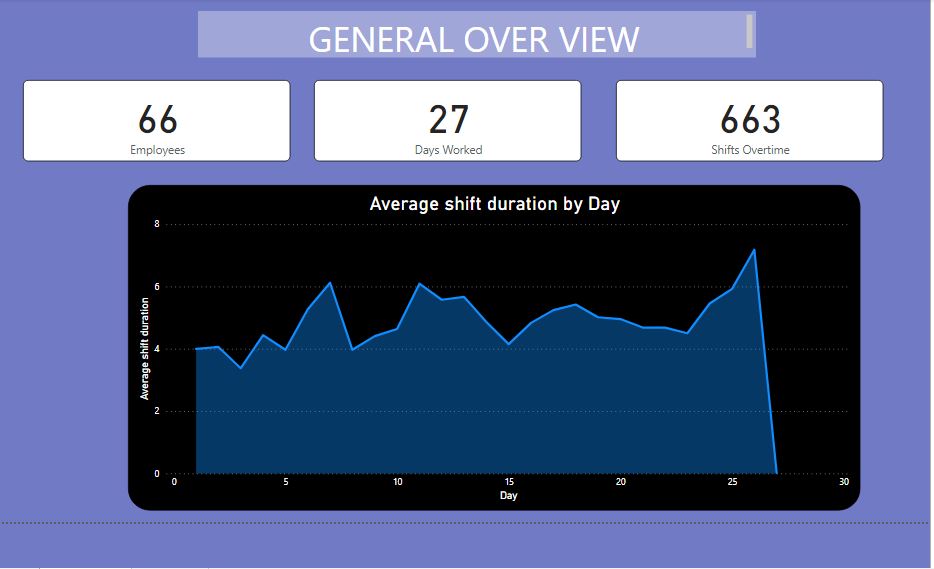 GENERAL OVER VIEW
66
Employees
27
Days Worked
663
Shifts Overtime
Average shift duration by Day
8
6
4
2
0
Average shift duration
0 5 10 15 20 25 30
Day